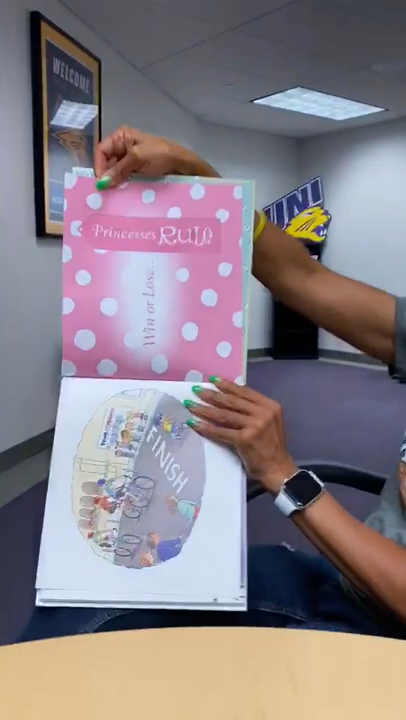 WELCOME
UNI
Princesses Rule
Win or Lose...
FINISH